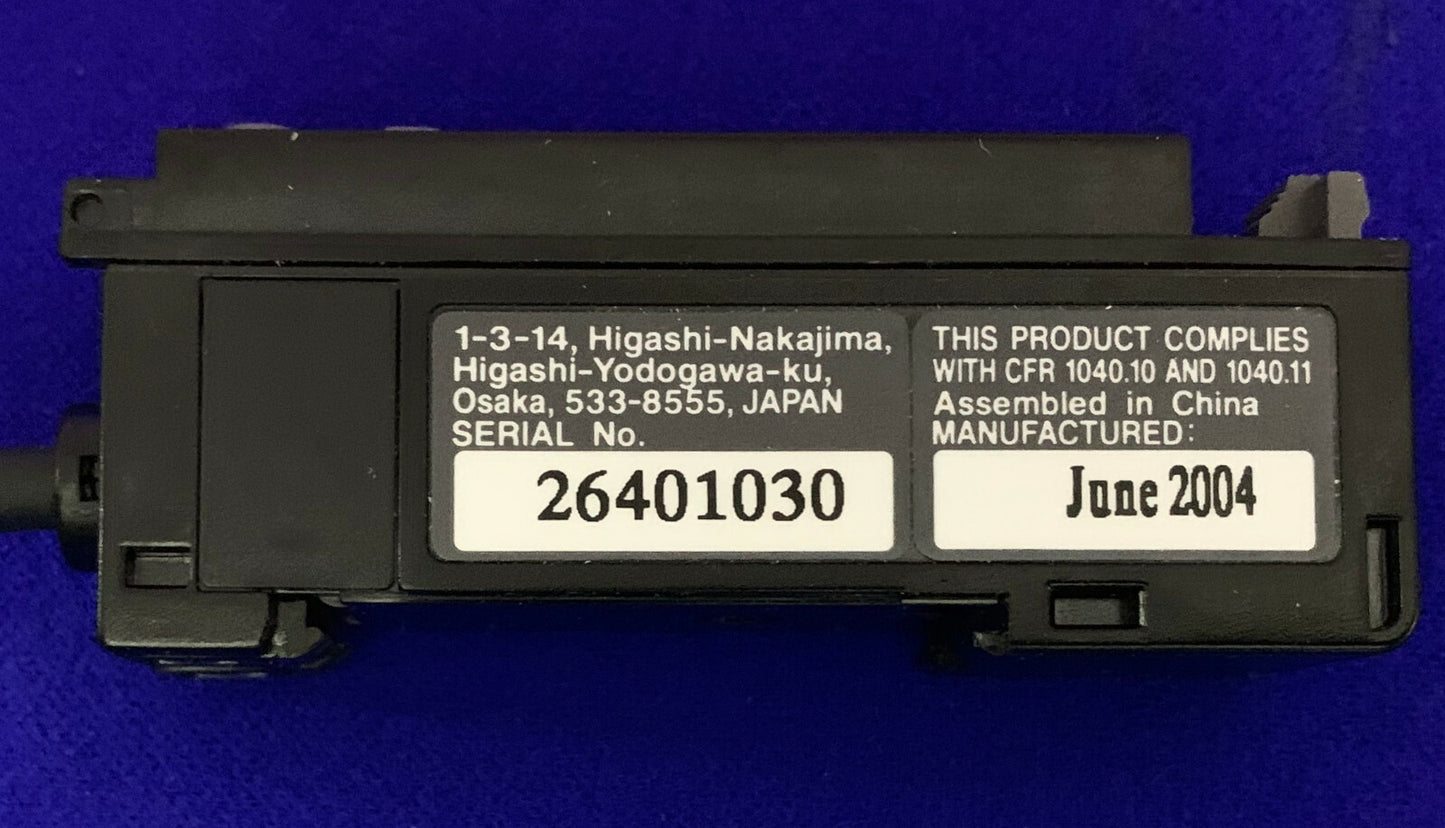 1-3-14, Higashi-Nakajima,
Higashi-Yodogawa-ku,
Osaka, 533-8555, JAPAN
SERIAL No.
26401030
THIS PRODUCT COMPLIES
WITH CFR 1040.10 AND 1040.11
Assembled in China
MANUFACTURED:
June 2004